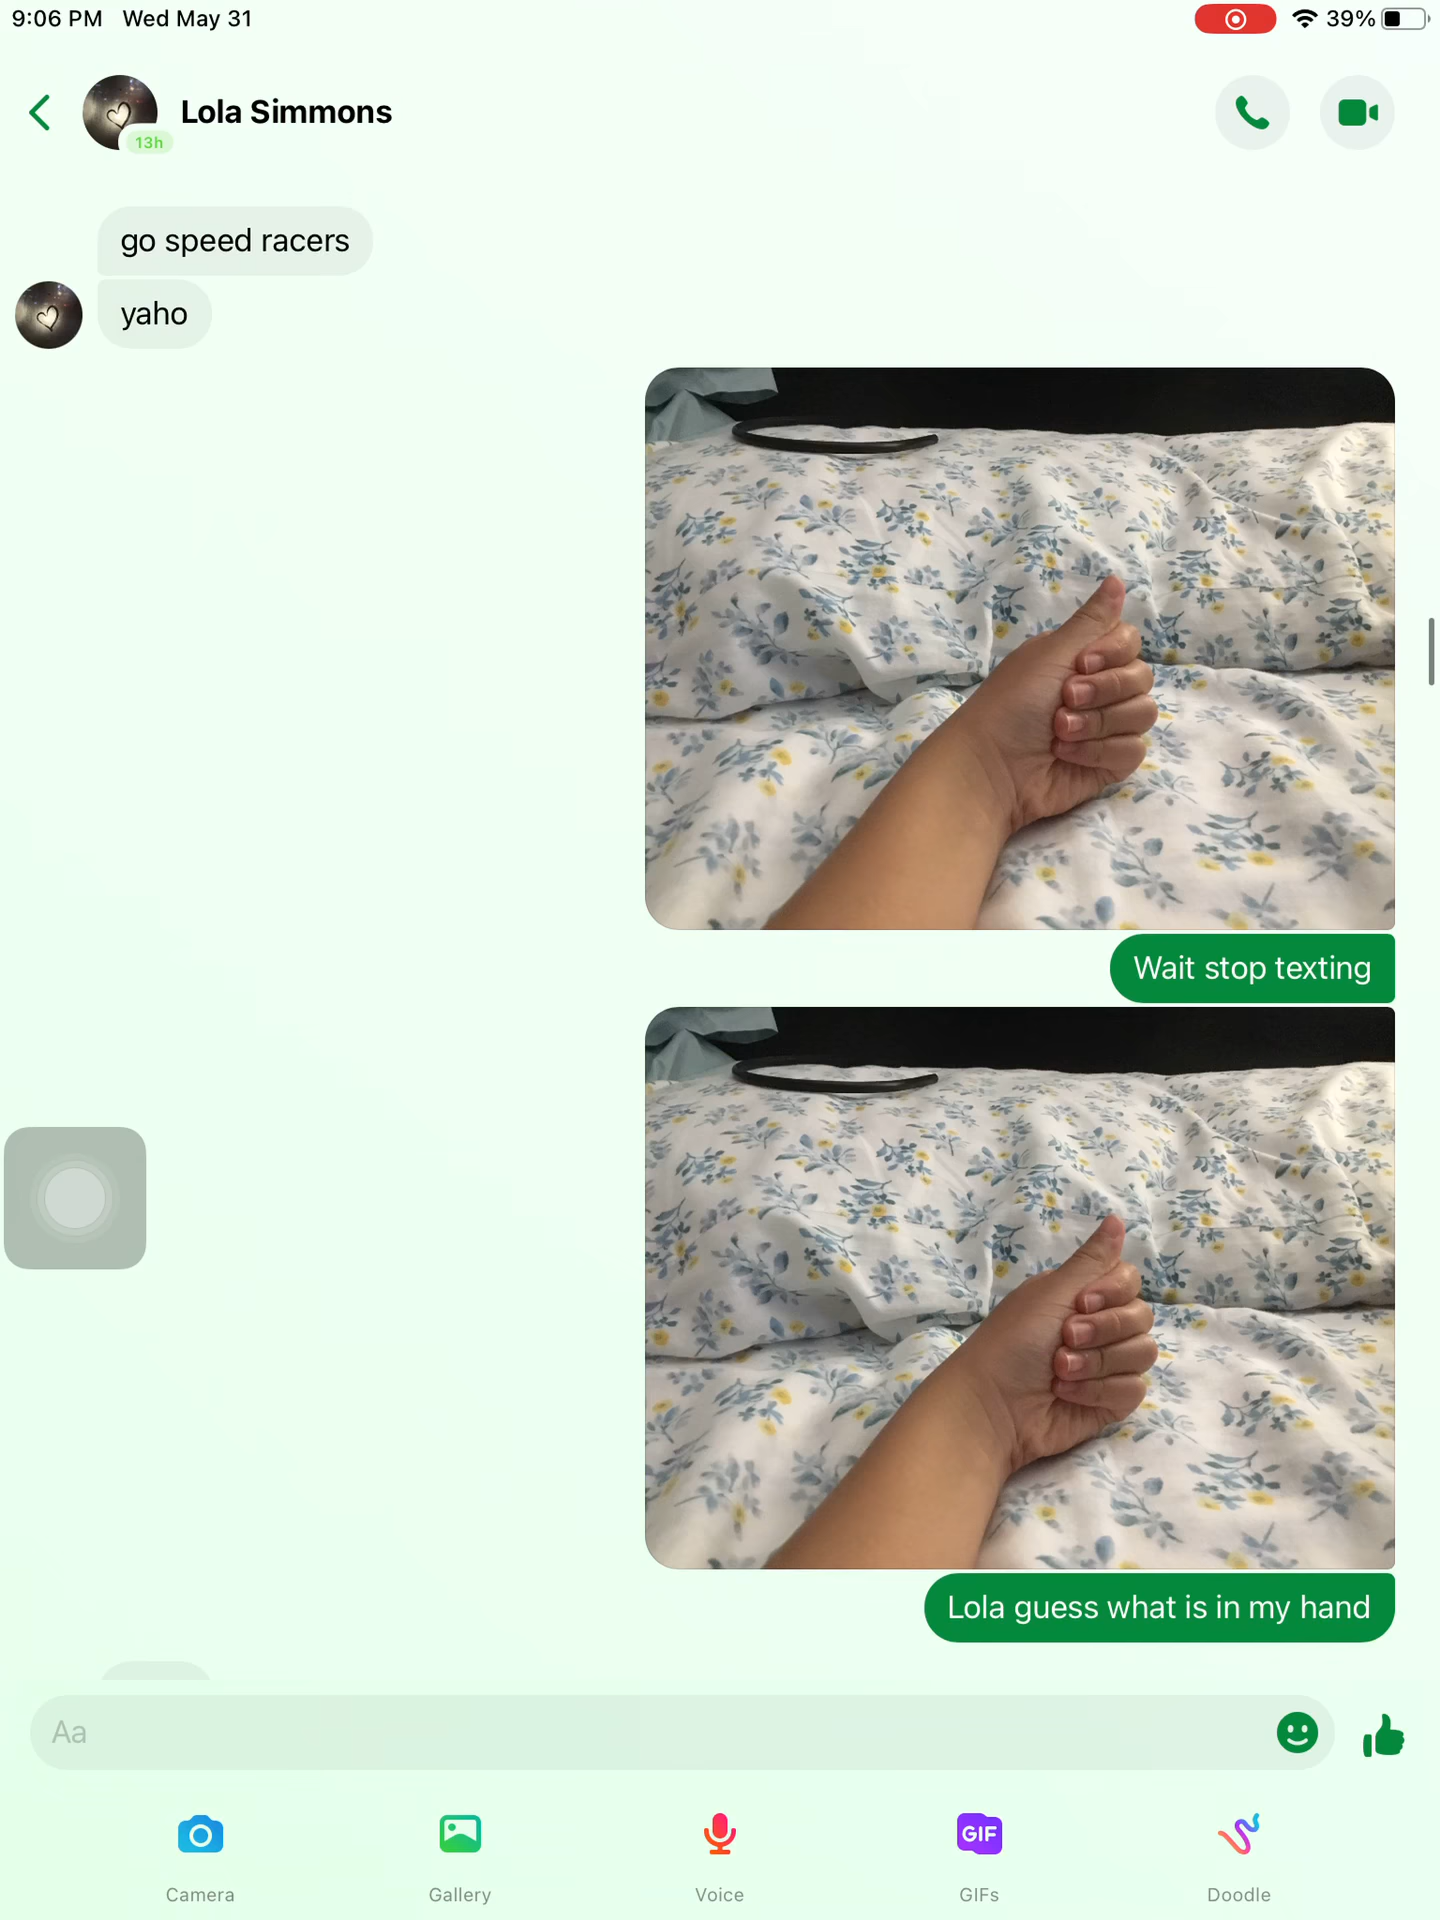 9:06 PM Wed May 31
39%
Lola Simmons
13h
go speed racers
yaho
Wait stop texting
Lola guess what is in my hand
Aa
GIF
Camera Gallery Voice GIFs Doodle